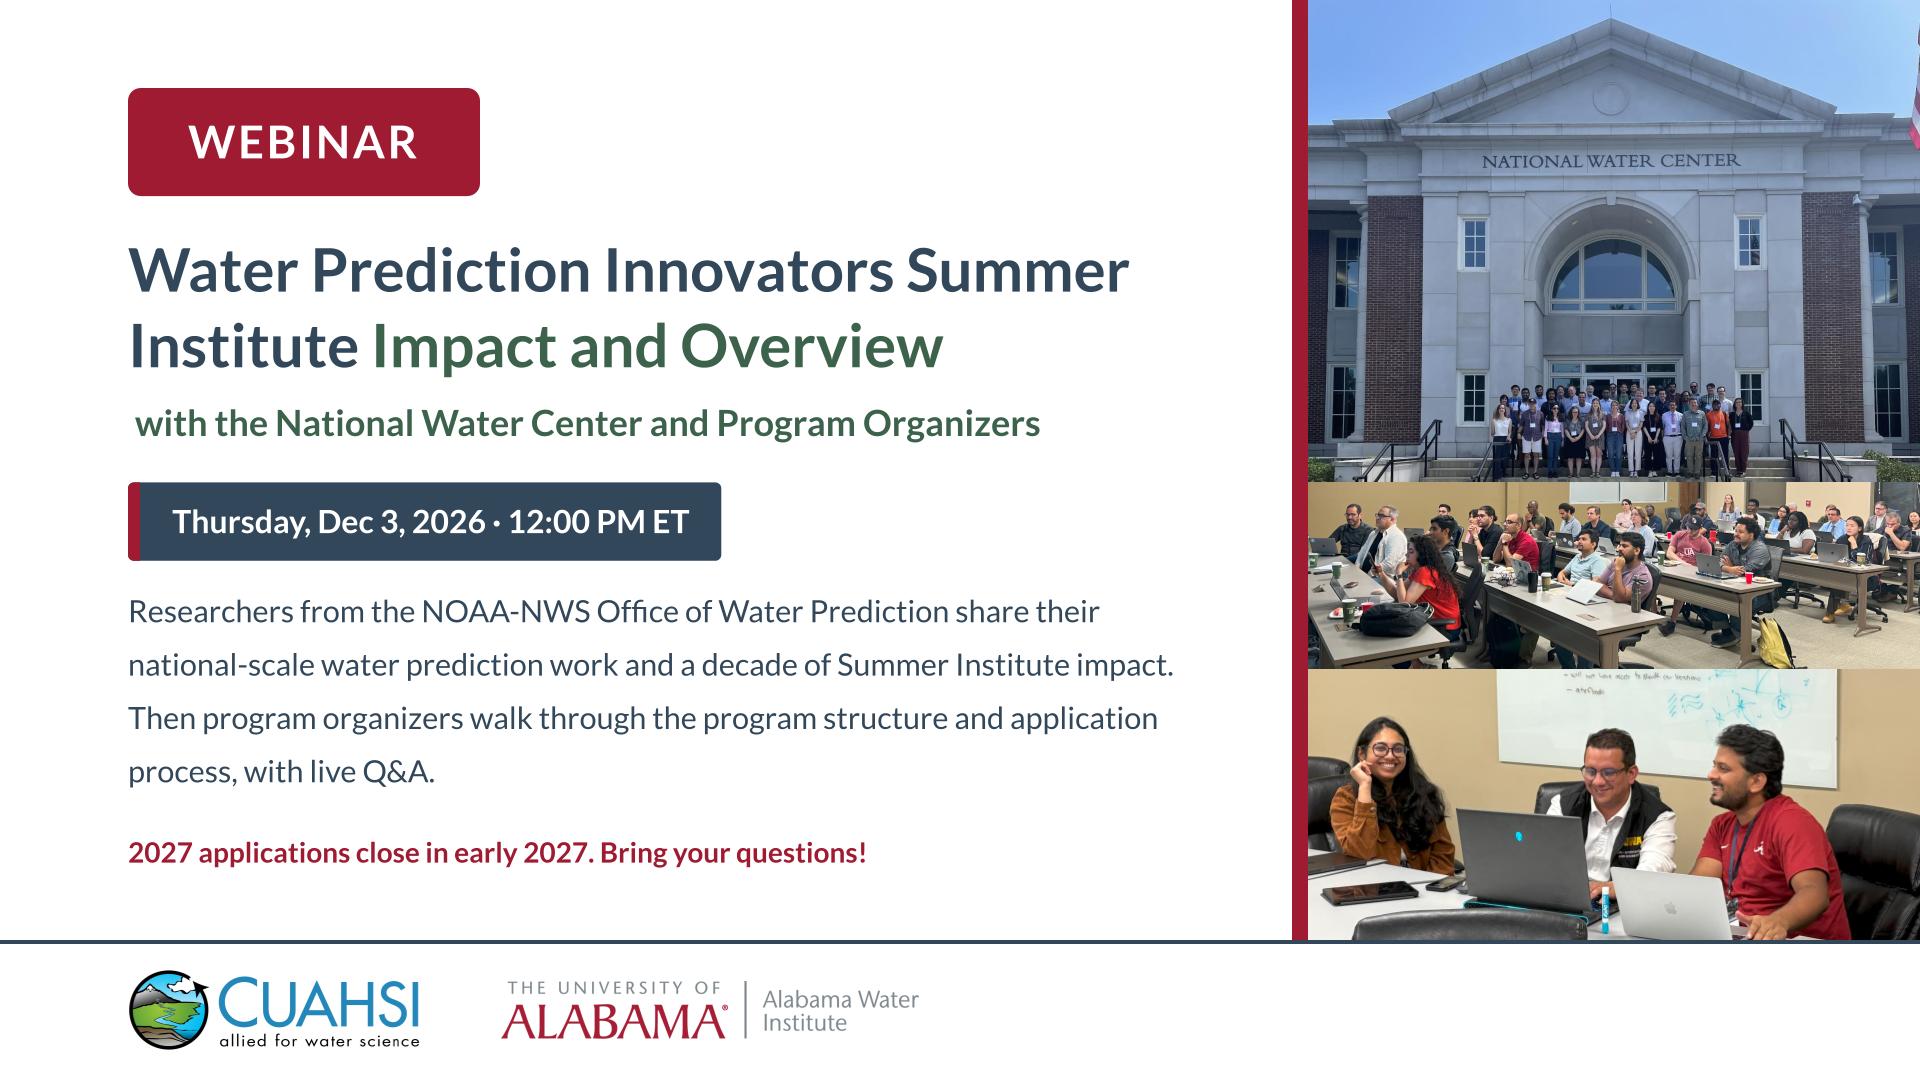 WEBINAR
Water Prediction Innovators Summer
Institute Impact and Overview
with the National Water Center and Program Organizers
Thursday, Dec 3, 2026 · 12:00 PM ET
Researchers from the NOAA-NWS Office of Water Prediction share their
national-scale water prediction work and a decade of Summer Institute impact.
Then program organizers walk through the program structure and application
process, with live Q&A.
2027 applications close in early 2027. Bring your questions!
NATIONAL WATER CENTER
CUAHSI
allied for water science
THE UNIVERSITY OF
ALABAMA®
Alabama Water
Institute